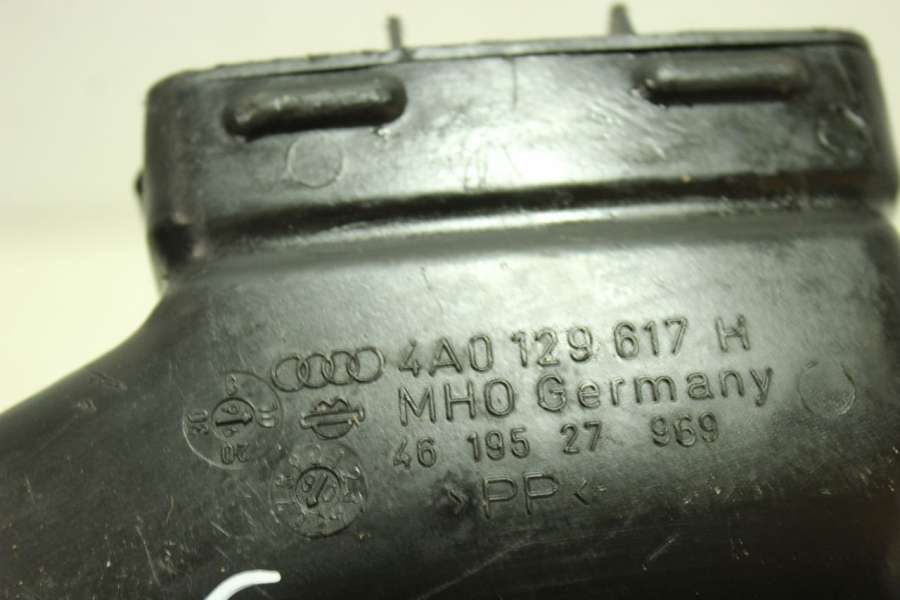 4A0 129 617 H
MHO Germany
46 195 27 969
>PP<